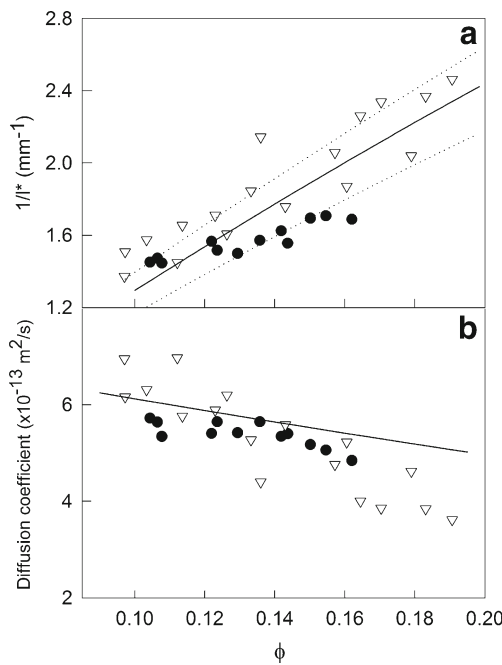 a
2.8
2.4
2.0
1.6
1.2
1/l* (mm⁻¹)
b
6
4
2
Diffusion coefficient (x10⁻¹³ m²/s)
0.10 0.12 0.14 0.16 0.18 0.20
ϕ